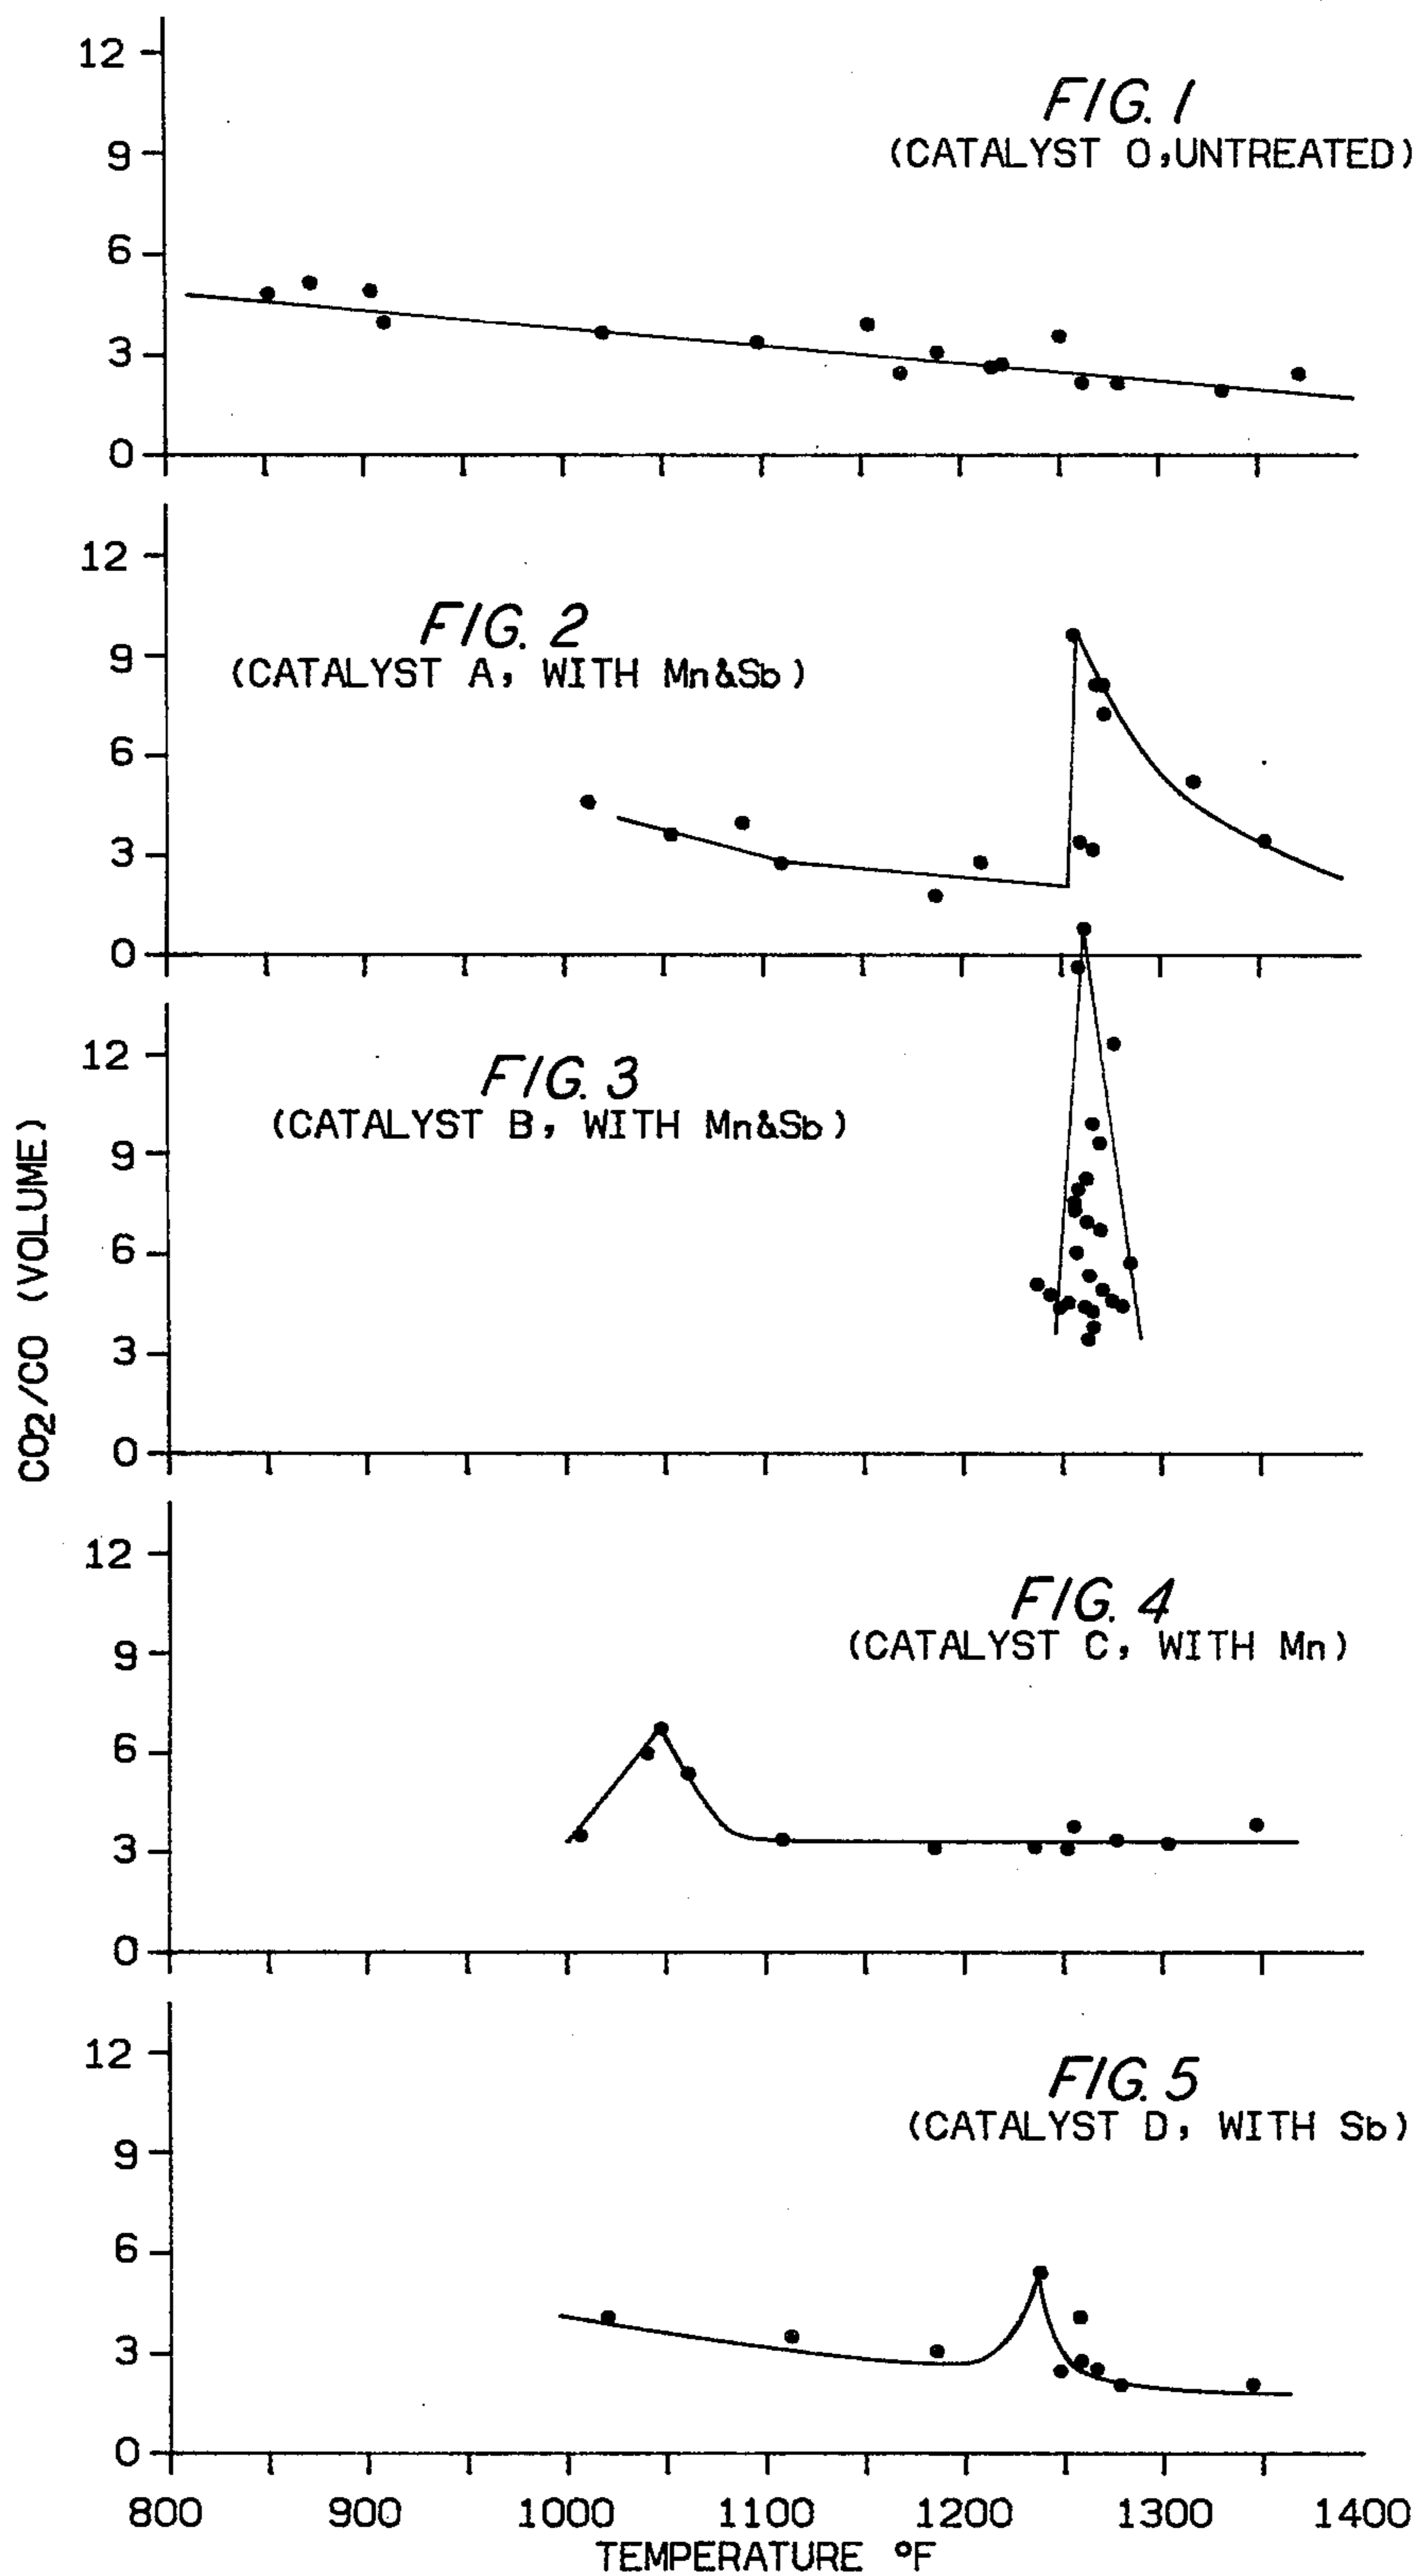 12
FIG. 1
(CATALYST O, UNTREATED)
9
6
3
0
12
FIG. 2
(CATALYST A, WITH Mn&Sb)
9
6
3
0
12
FIG. 3
(CATALYST B, WITH Mn&Sb)
9
6
3
0
CO2/CO (VOLUME)
12
FIG. 4
(CATALYST C, WITH Mn)
9
6
3
0
12
FIG. 5
(CATALYST D, WITH Sb)
9
6
3
0
800 900 1000 1100 1200 1300 1400
TEMPERATURE °F